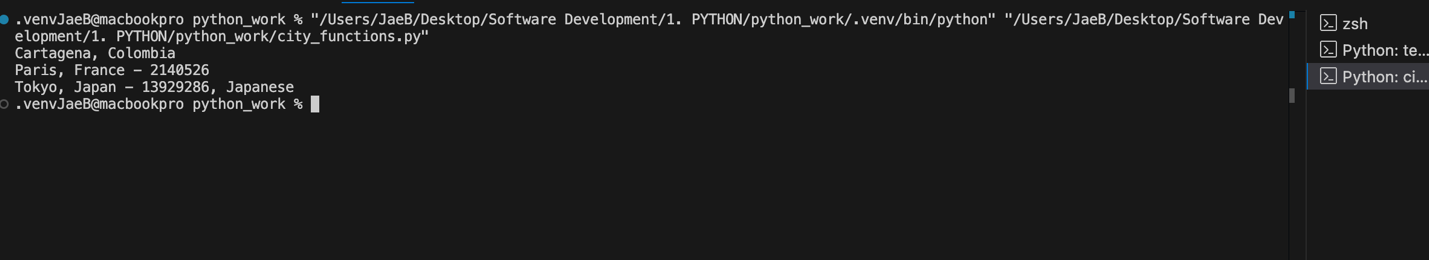 .venvJaeB@macbookpro python_work % "/Users/JaeB/Desktop/Software Development/1. PYTHON/python_work/.venv/bin/python" "/Users/JaeB/Desktop/Software Dev
elopment/1. PYTHON/python_work/city_functions.py"
Cartagena, Colombia
Paris, France - 2140526
Tokyo, Japan - 13929286, Japanese
.venvJaeB@macbookpro python_work %
zsh
Python: te...
Python: ci...